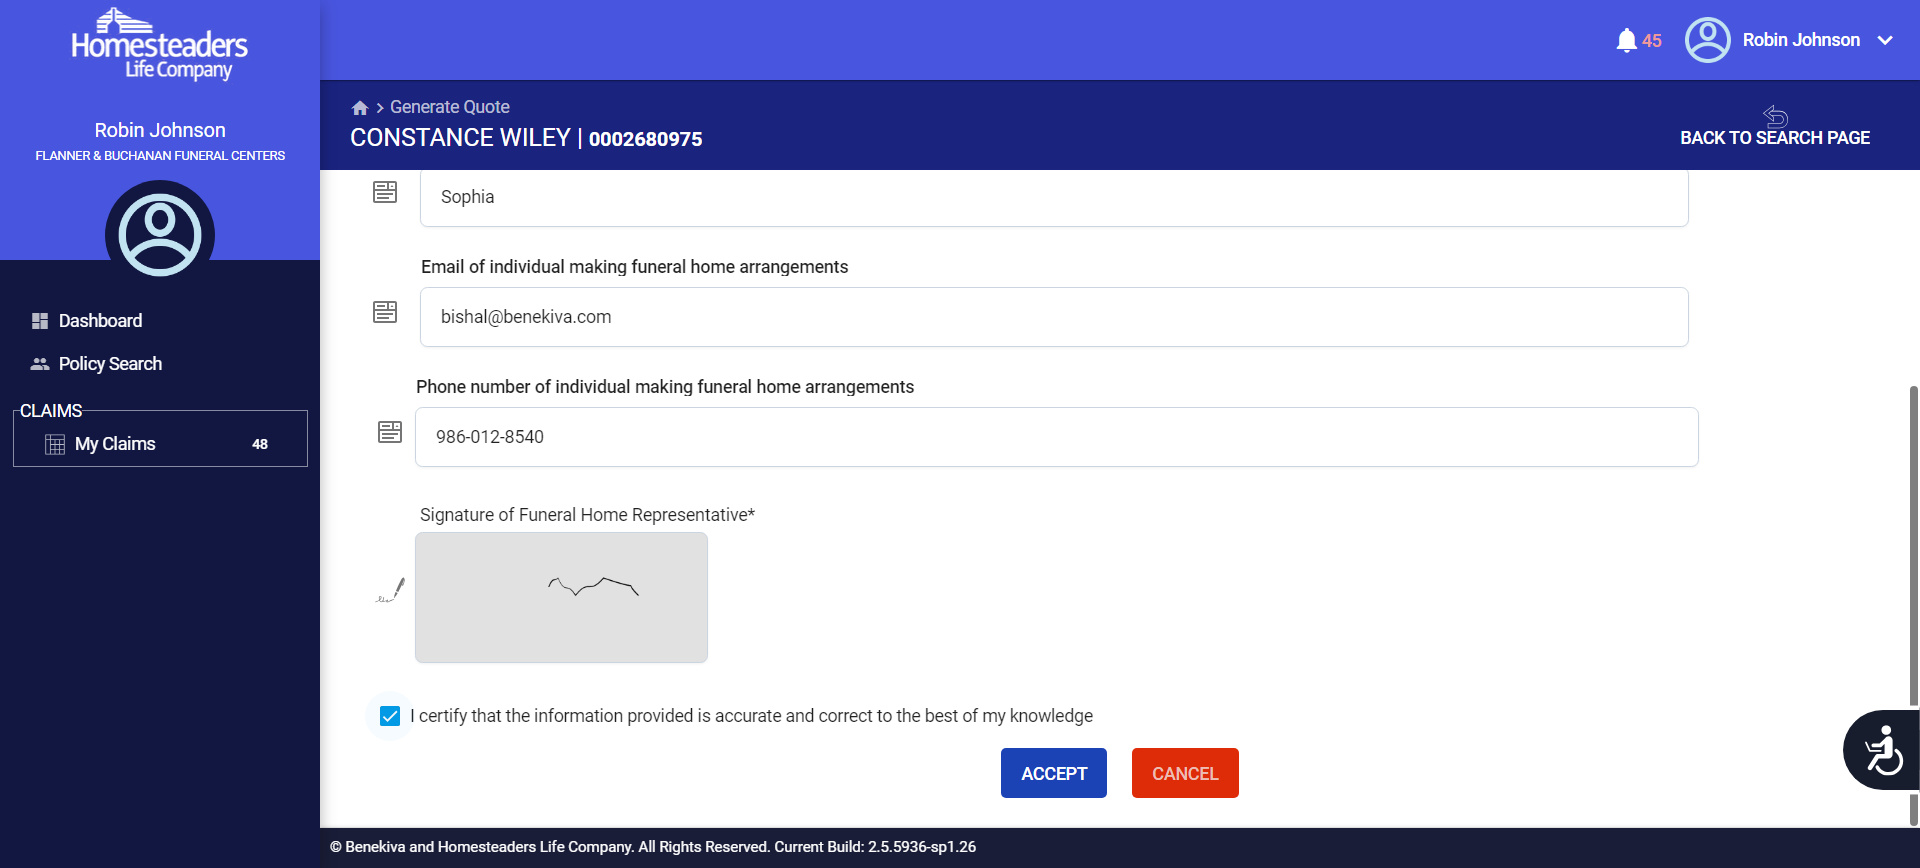 Homesteaders
Life Company
Robin Johnson
FLANNER & BUCHANAN FUNERAL CENTERS
Dashboard
Policy Search
CLAIMS
My Claims 48
45 Robin Johnson
> Generate Quote
CONSTANCE WILEY | 0002680975
BACK TO SEARCH PAGE
Sophia
Email of individual making funeral home arrangements
bishal@benekiva.com
Phone number of individual making funeral home arrangements
986-012-8540
Signature of Funeral Home Representative*
I certify that the information provided is accurate and correct to the best of my knowledge
ACCEPT CANCEL
© Benekiva and Homesteaders Life Company. All Rights Reserved. Current Build: 2.5.5936-sp1.26